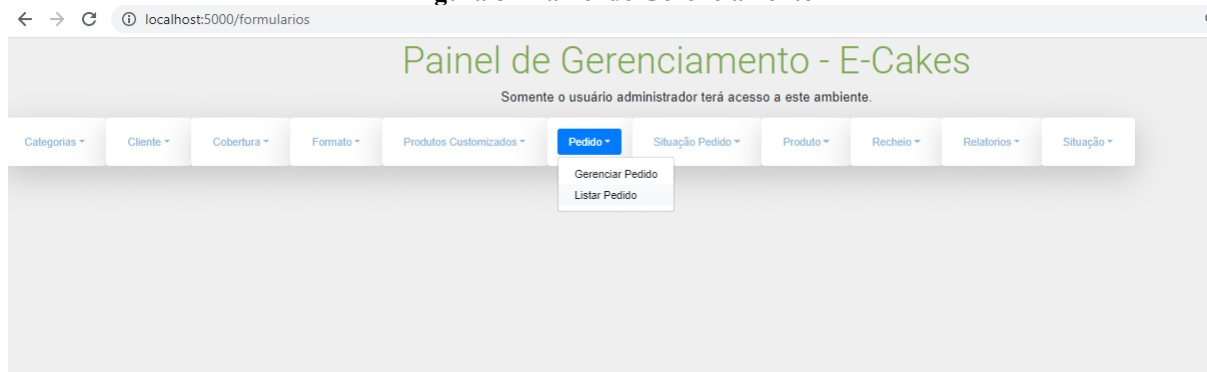 localhost:5000/formularios
Painel de Gerenciamento - E-Cakes
Somente o usuário administrador terá acesso a este ambiente.
Categorias Cliente Cobertura Formato Produtos Customizados Pedido Situação Pedido Produto Recheio Relatorios Situação
Gerenciar Pedido
Listar Pedido